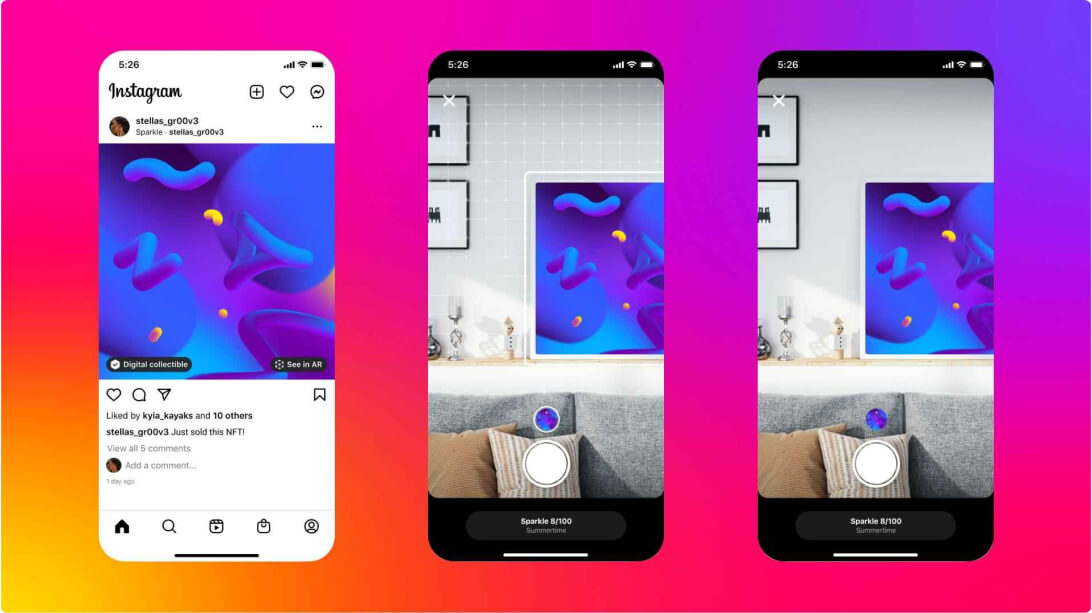 5:26
Instagram
stellas_gr00v3
Sparkle · stellas_gr00v3
Digital collectible
See in AR
Liked by kyia_kayaks and 10 others
stellas_gr00v3 Just sold this NFT!
View all 5 comments
Add a comment...
1 day ago
5:26
Sparkle 8/100
Summertime
5:26
Sparkle 8/100
Summertime